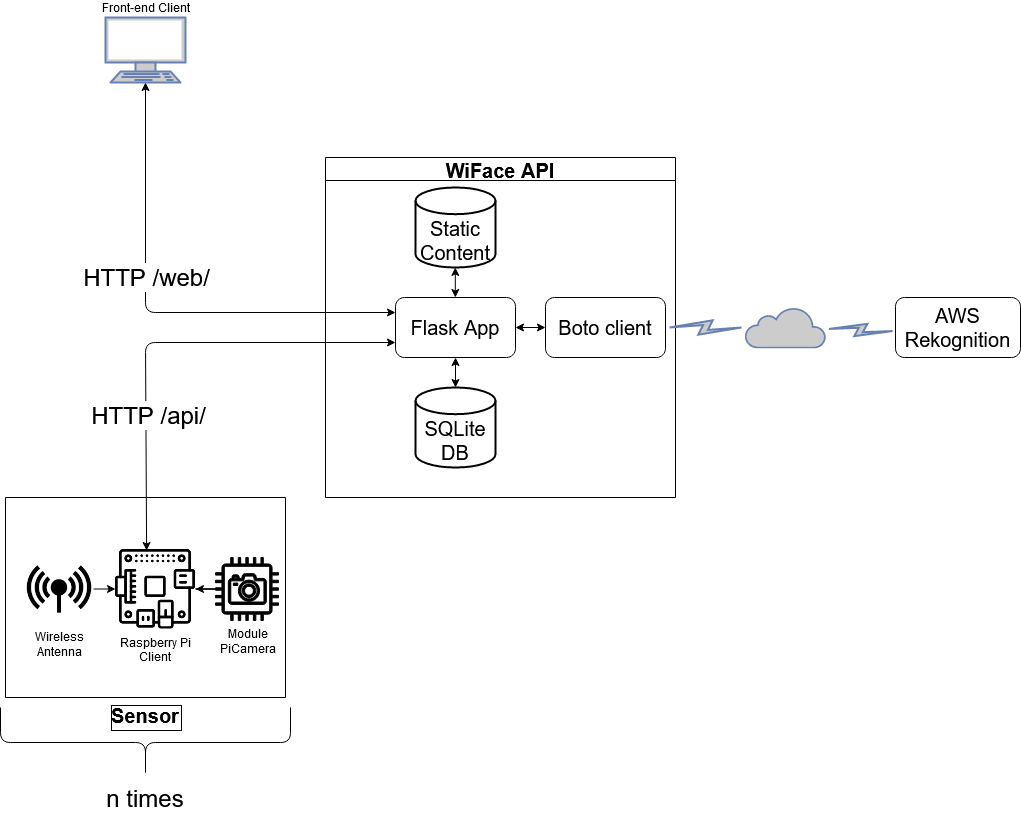 Front-end Client
WiFace API
Static
Content
HTTP /web/
Flask App
Boto client
AWS
Rekognition
HTTP /api/
SQLite
DB
Wireless
Antenna
Raspberry Pi
Client
Module
PiCamera
Sensor
n times